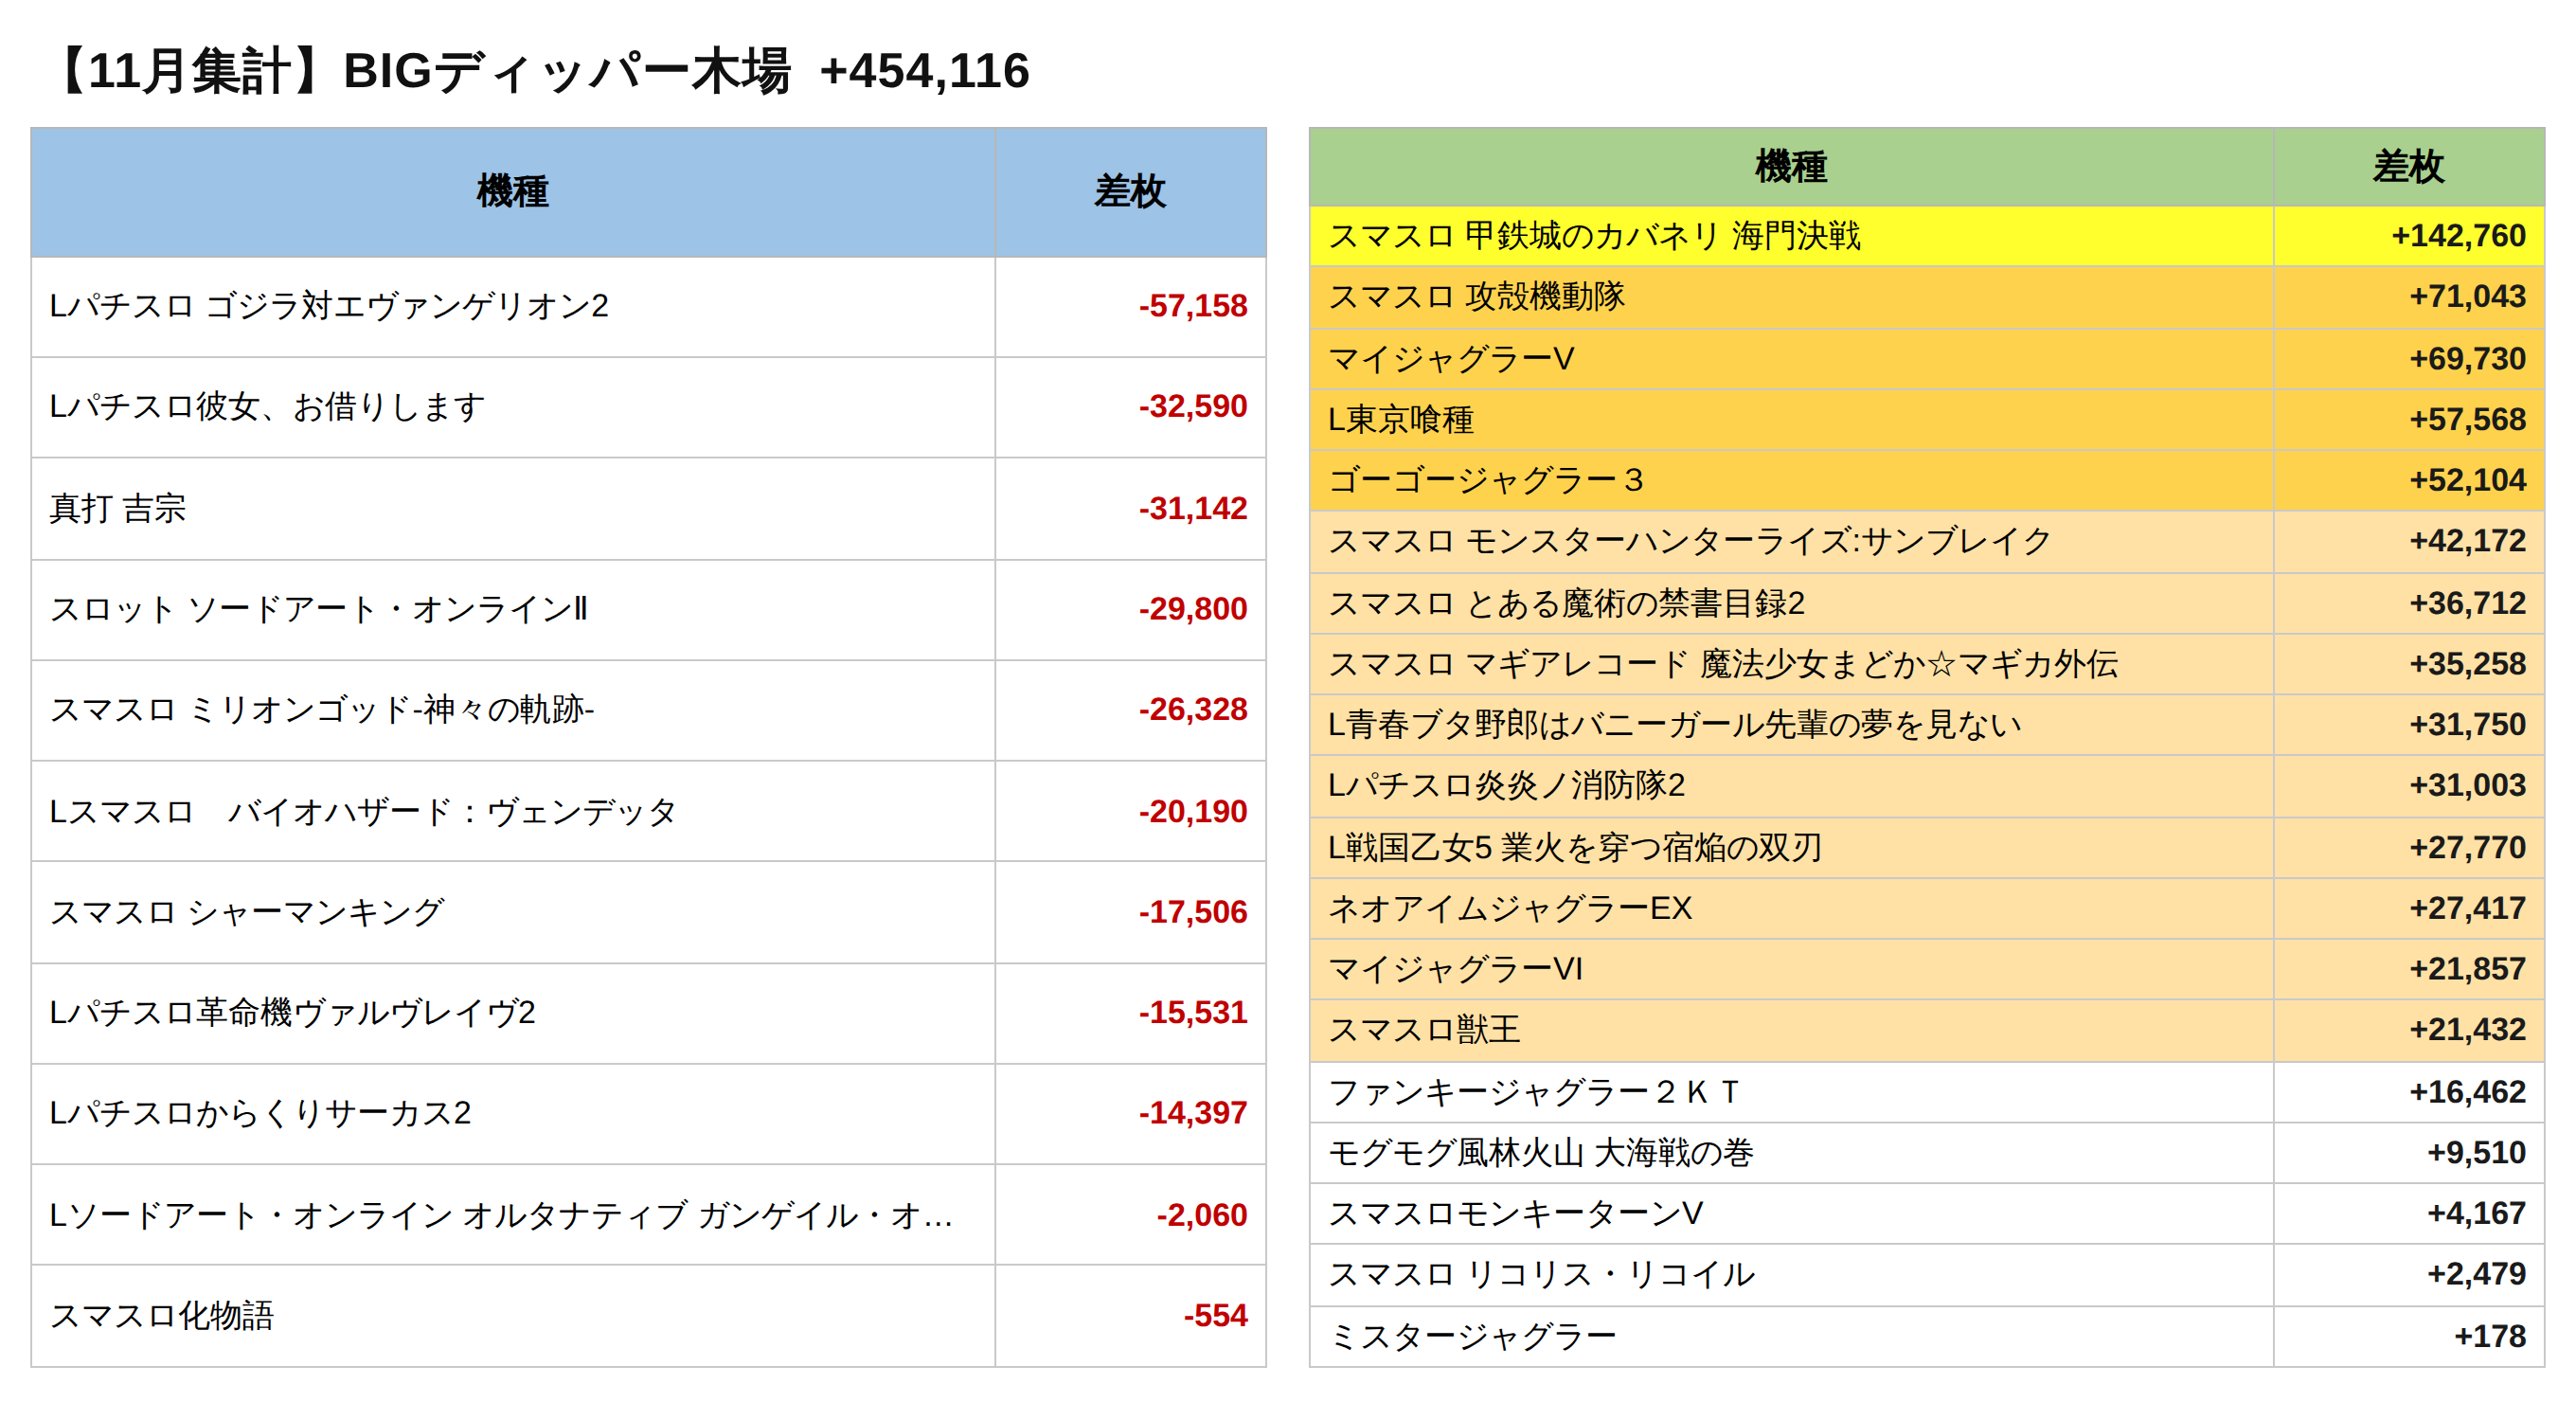 【11月集計】BIGディッパー木場 +454,116
機種 差枚
Lパチスロ ゴジラ対エヴァンゲリオン2 -57,158
Lパチスロ彼女、お借りします -32,590
真打 吉宗 -31,142
スロット ソードアート・オンラインⅡ -29,800
スマスロ ミリオンゴッド-神々の軌跡- -26,328
Lスマスロ　バイオハザード：ヴェンデッタ -20,190
スマスロ シャーマンキング -17,506
Lパチスロ革命機ヴァルヴレイヴ2 -15,531
Lパチスロからくりサーカス2 -14,397
Lソードアート・オンライン オルタナティブ ガンゲイル・オ… -2,060
スマスロ化物語 -554
機種 差枚
スマスロ 甲鉄城のカバネリ 海門決戦 +142,760
スマスロ 攻殻機動隊 +71,043
マイジャグラーV +69,730
L東京喰種 +57,568
ゴーゴージャグラー３ +52,104
スマスロ モンスターハンターライズ:サンブレイク +42,172
スマスロ とある魔術の禁書目録2 +36,712
スマスロ マギアレコード 魔法少女まどか☆マギカ外伝 +35,258
L青春ブタ野郎はバニーガール先輩の夢を見ない +31,750
Lパチスロ炎炎ノ消防隊2 +31,003
L戦国乙女5 業火を穿つ宿焔の双刃 +27,770
ネオアイムジャグラーEX +27,417
マイジャグラーVI +21,857
スマスロ獣王 +21,432
ファンキージャグラー２ＫＴ +16,462
モグモグ風林火山 大海戦の巻 +9,510
スマスロモンキーターンV +4,167
スマスロ リコリス・リコイル +2,479
ミスタージャグラー +178